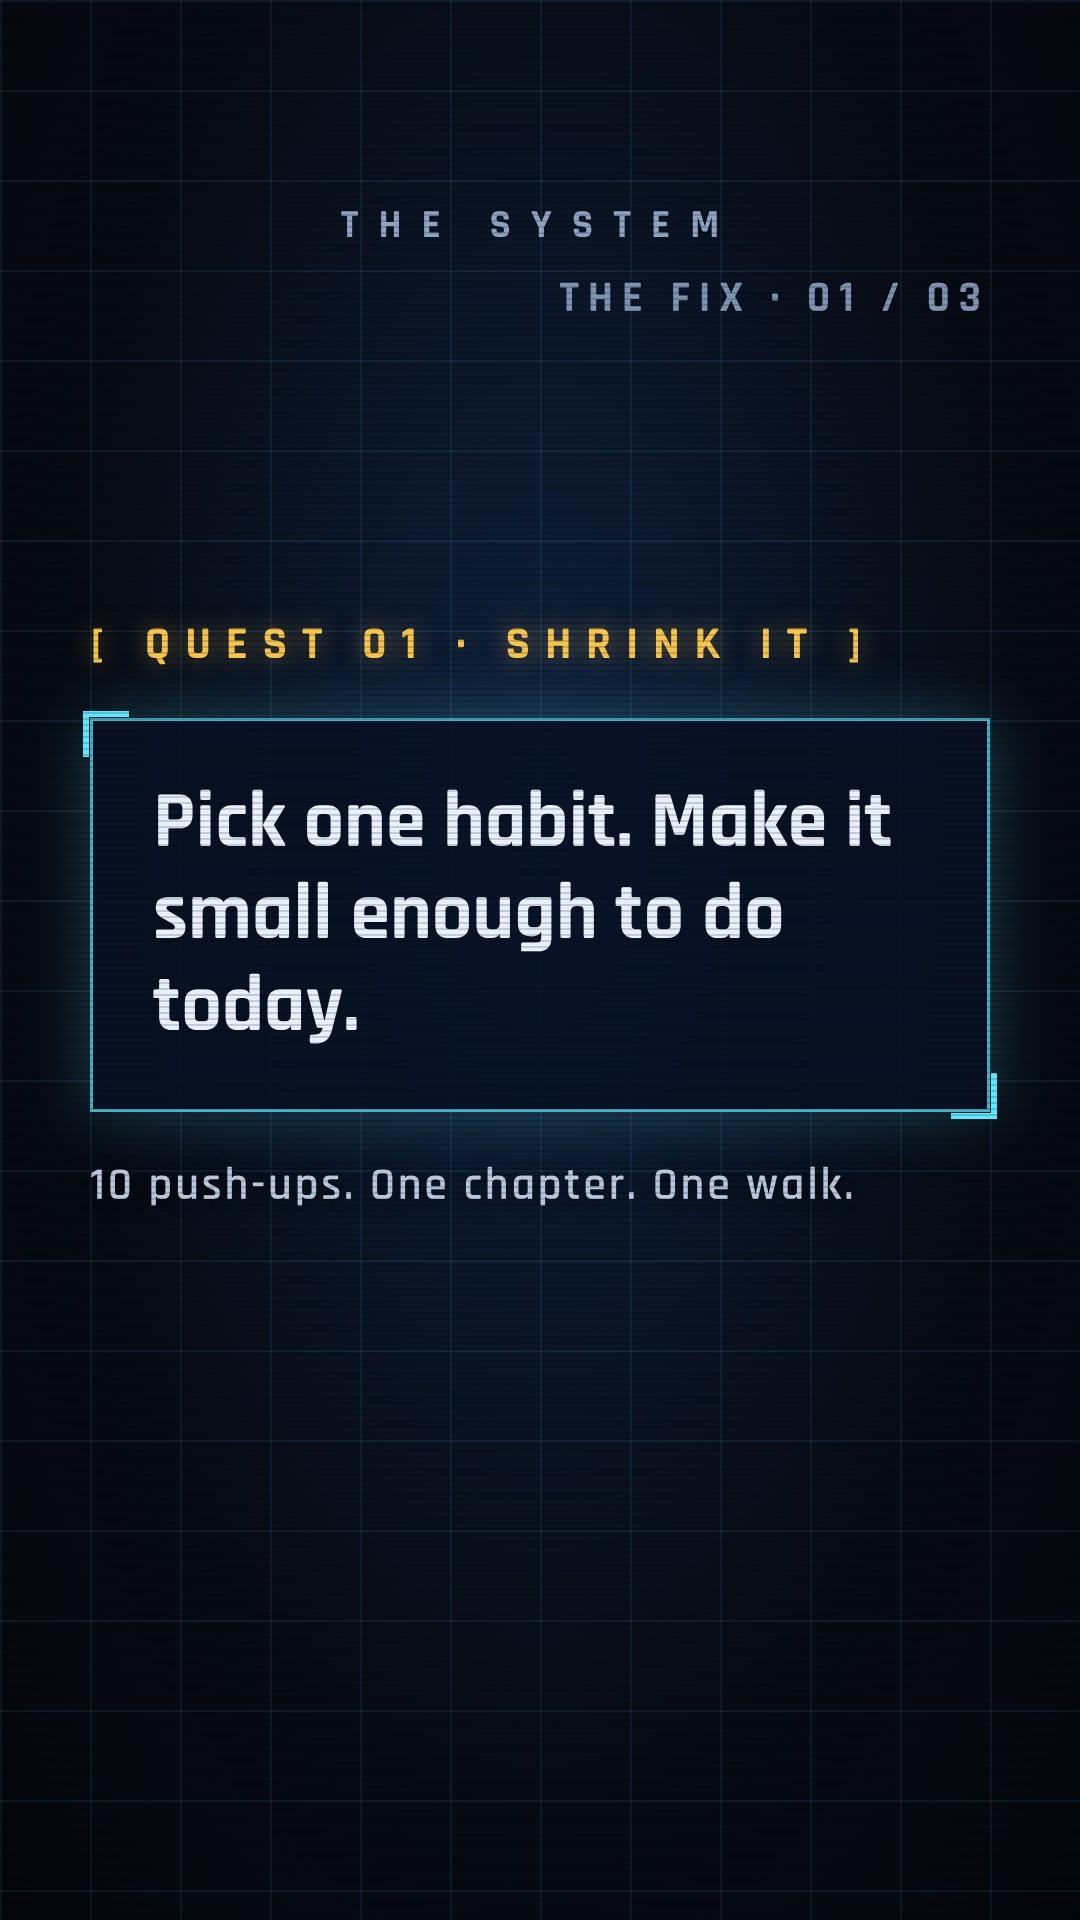 THE SYSTEM
THE FIX · 01 / 03
[ QUEST 01 · SHRINK IT ]
Pick one habit. Make it
small enough to do
today.
10 push-ups. One chapter. One walk.